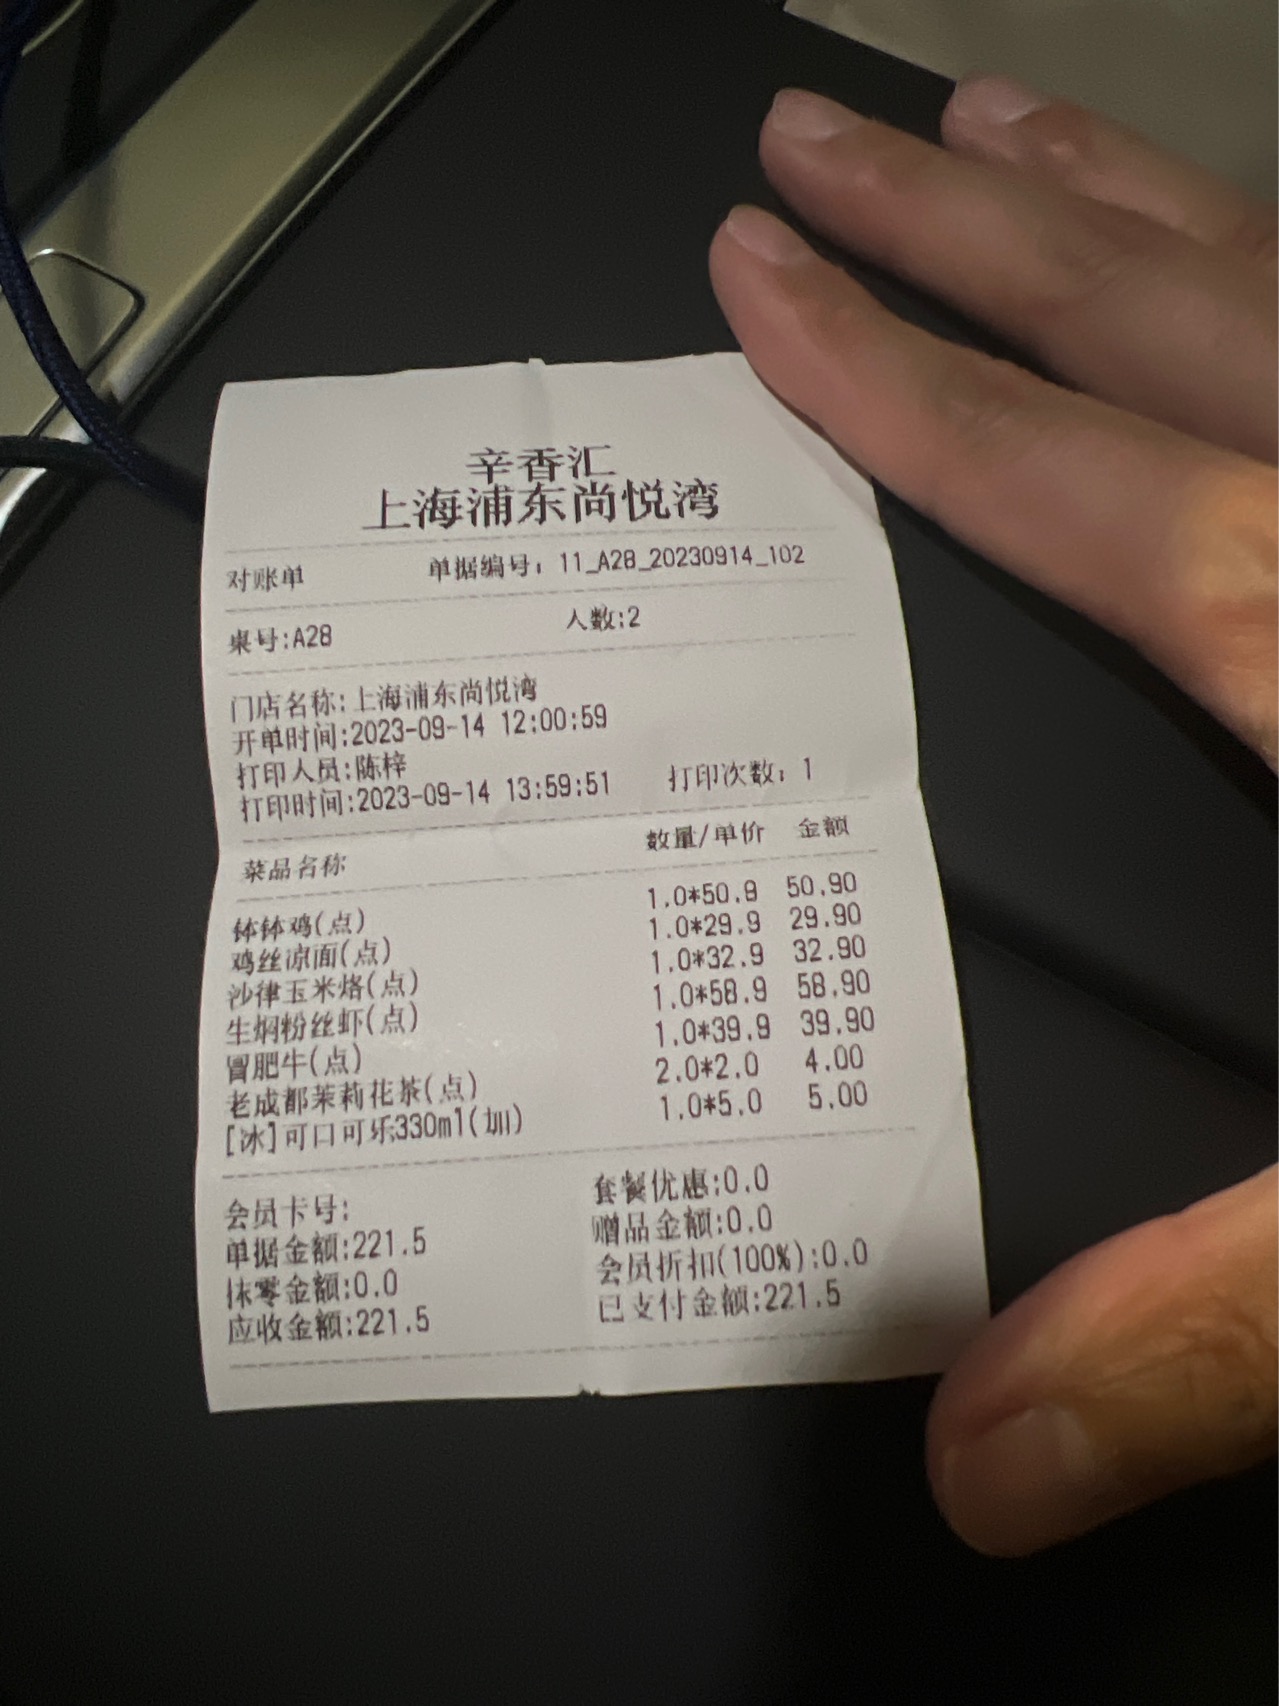 辛香汇
上海浦东尚悦湾
对账单 单据编号：11_A28_20230914_102
桌号:A28 人数:2
门店名称:上海浦东尚悦湾
开单时间:2023-09-14 12:00:59
打印人员:陈梓
打印时间:2023-09-14 13:59:51 打印次数：1
菜品名称 数量/单价 金额
钵钵鸡(点) 1.0*50.9 50.90
鸡丝凉面(点) 1.0*29.9 29.90
沙律玉米烙(点) 1.0*32.9 32.90
生焖粉丝虾(点) 1.0*58.9 58.90
冒肥牛(点) 1.0*39.9 39.90
老成都茉莉花茶(点) 2.0*2.0 4.00
[冰]可口可乐330ml(加) 1.0*5.0 5.00
会员卡号: 套餐优惠:0.0
单据金额:221.5 赠品金额:0.0
抹零金额:0.0 会员折扣(100%):0.0
应收金额:221.5 已支付金额:221.5